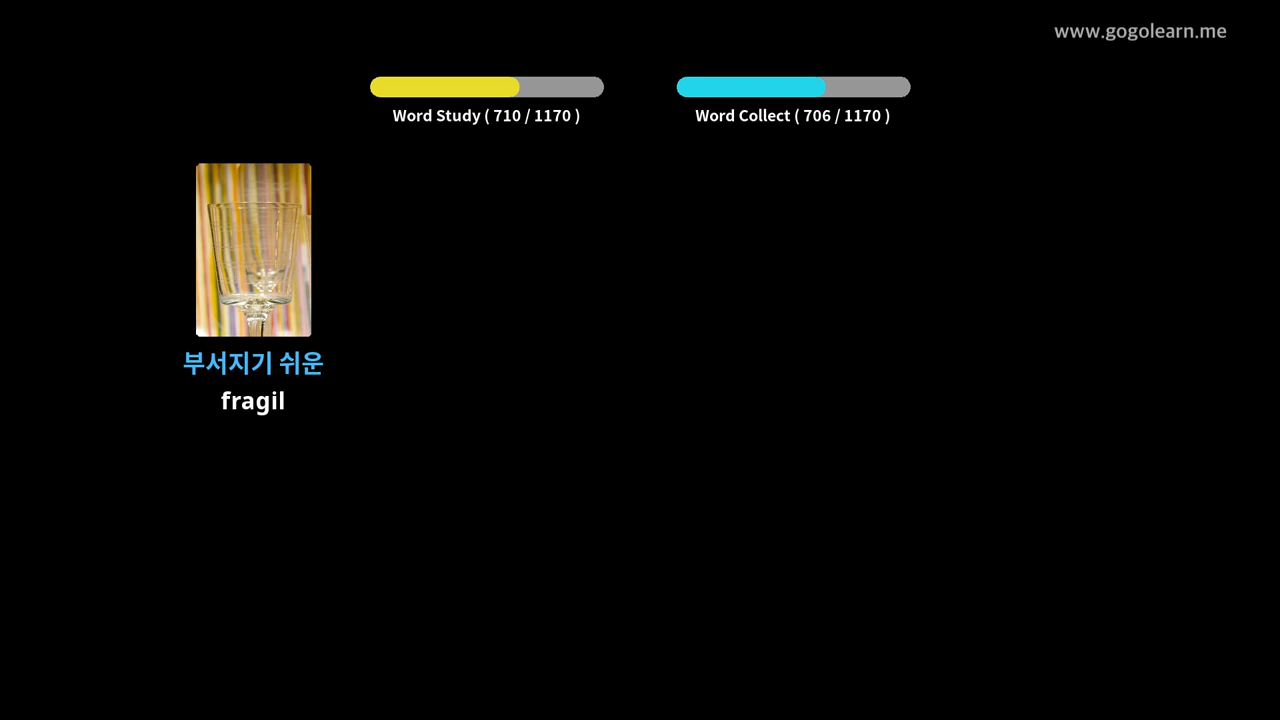 www.gogolearn.me
Word Study ( 710 / 1170 )
Word Collect ( 706 / 1170 )
부서지기 쉬운
fragil